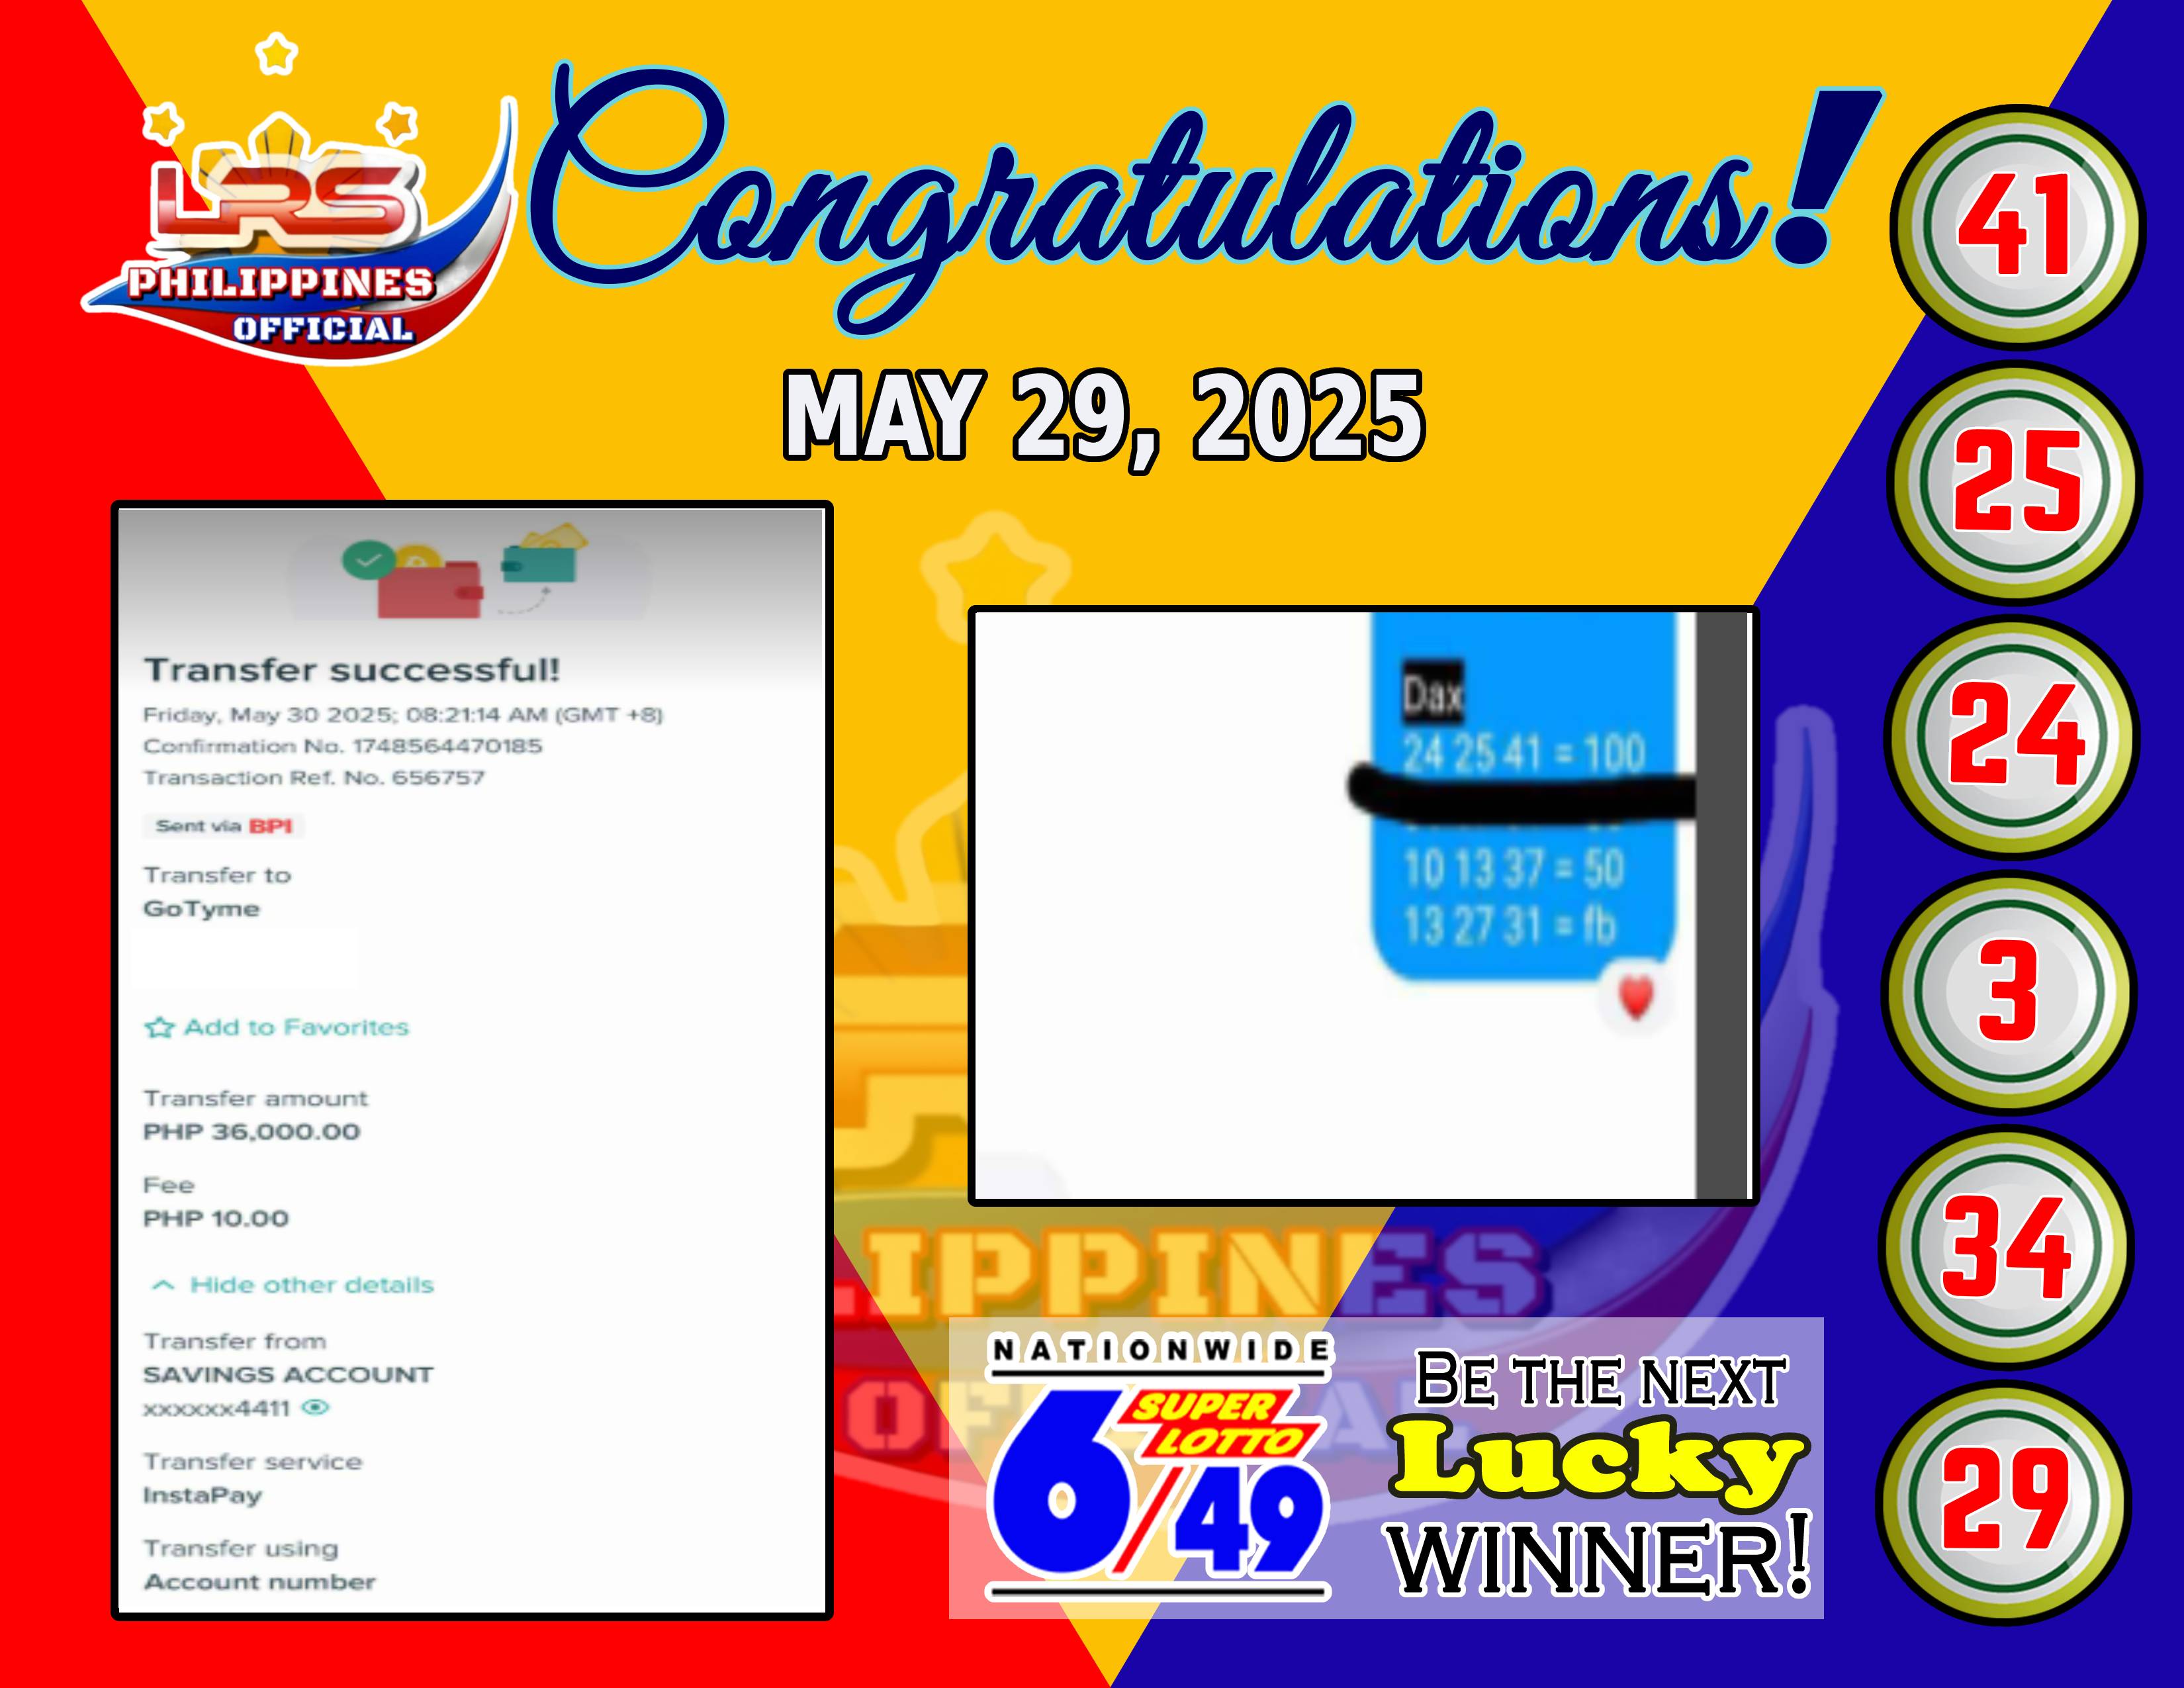 LRS
PHILIPPINES
OFFICIAL
Congratulations!
MAY 29, 2025
Transfer successful!
Friday, May 30 2025; 08:21:14 AM (GMT +8)
Confirmation No. 1748564470185
Transaction Ref. No. 656757
Sent via BPI
Transfer to
GoTyme
Add to Favorites
Transfer amount
PHP 36,000.00
Fee
PHP 10.00
Hide other details
Transfer from
SAVINGS ACCOUNT
xxxxxx4411
Transfer service
InstaPay
Transfer using
Account number
Dax
24 25 41 = 100
10 13 37 = 50
13 27 31 = fb
NATIONWIDE
SUPER
LOTTO
6/49
BE THE NEXT
Lucky
WINNER!
41
25
24
3
34
29